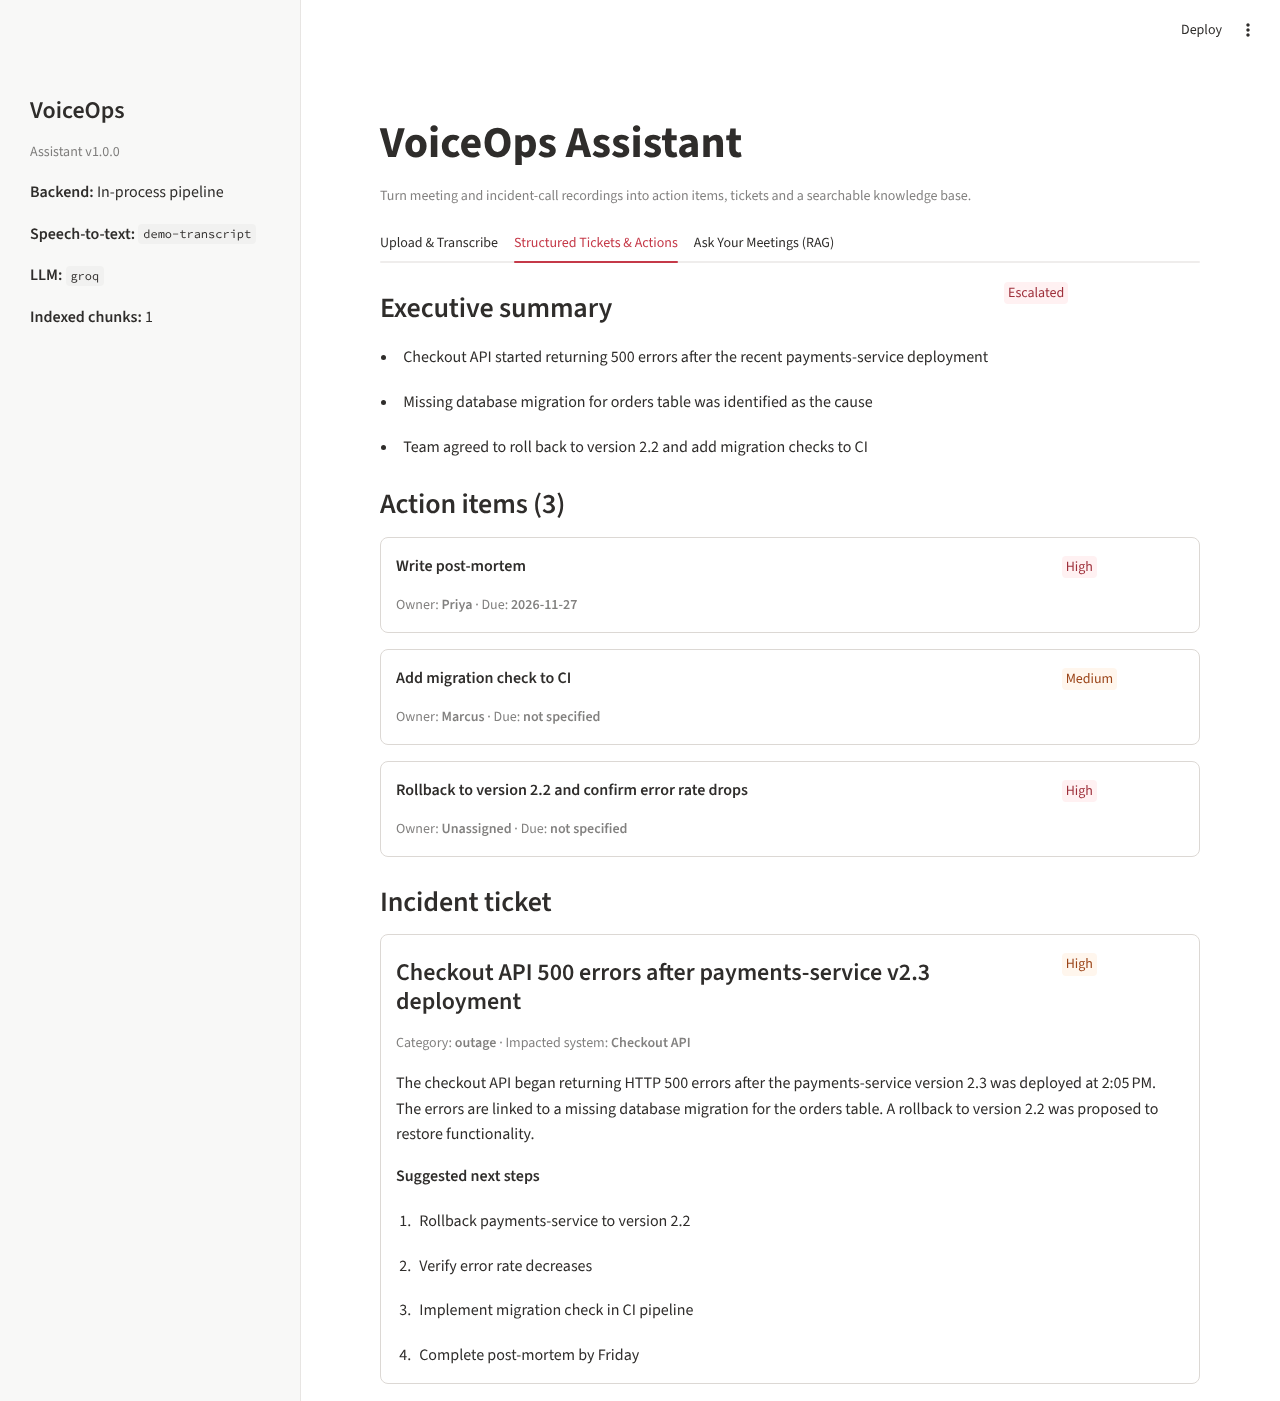 Deploy
VoiceOps
Assistant v1.0.0
Backend: In-process pipeline
Speech-to-text: demo-transcript
LLM: groq
Indexed chunks: 1
VoiceOps Assistant
Turn meeting and incident-call recordings into action items, tickets and a searchable knowledge base.
Upload & Transcribe
Structured Tickets & Actions
Ask Your Meetings (RAG)
Executive summary
Escalated
• Checkout API started returning 500 errors after the recent payments-service deployment
• Missing database migration for orders table was identified as the cause
• Team agreed to roll back to version 2.2 and add migration checks to CI
Action items (3)
Write post-mortem
High
Owner: Priya · Due: 2026-11-27
Add migration check to CI
Medium
Owner: Marcus · Due: not specified
Rollback to version 2.2 and confirm error rate drops
High
Owner: Unassigned · Due: not specified
Incident ticket
Checkout API 500 errors after payments-service v2.3
deployment
High
Category: outage · Impacted system: Checkout API
The checkout API began returning HTTP 500 errors after the payments-service version 2.3 was deployed at 2:05 PM.
The errors are linked to a missing database migration for the orders table. A rollback to version 2.2 was proposed to
restore functionality.
Suggested next steps
1. Rollback payments-service to version 2.2
2. Verify error rate decreases
3. Implement migration check in CI pipeline
4. Complete post-mortem by Friday